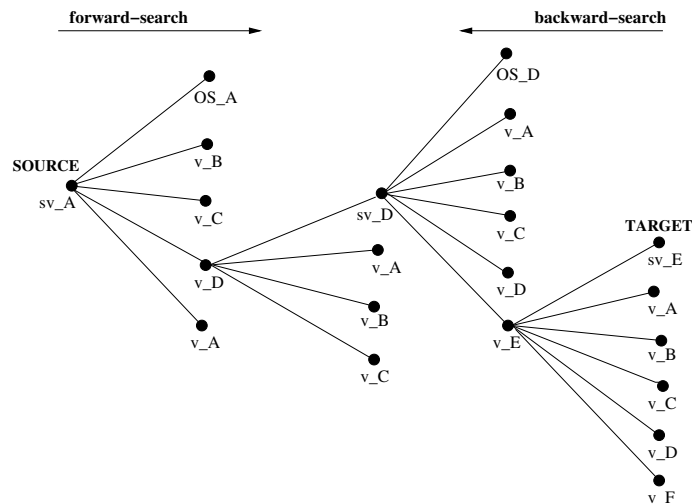 forward-search
backward-search
OS_A
v_B
SOURCE
sv_A
v_C
v_D
v_A
OS_D
v_A
v_B
sv_D
v_C
v_D
v_A
v_B
v_C
v_E
TARGET
sv_E
v_A
v_B
v_C
v_D
v_F